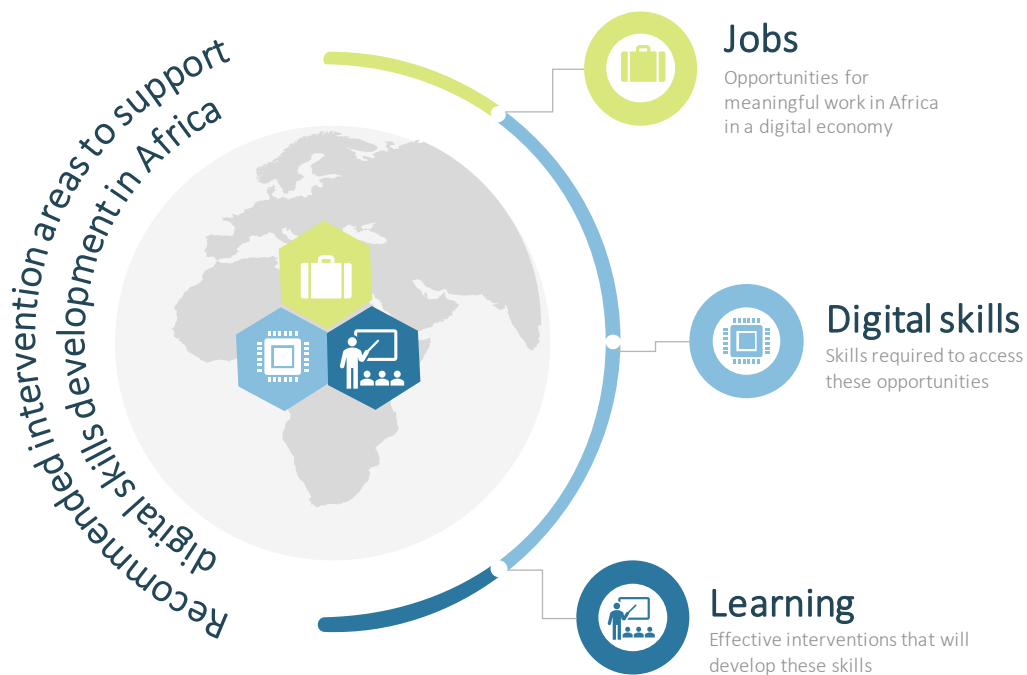 Recommended intervention areas to support
digital skills development in Africa
Jobs
Opportunities for
meaningful work in Africa
in a digital economy
Digital skills
Skills required to access
these opportunities
Learning
Effective interventions that will
develop these skills